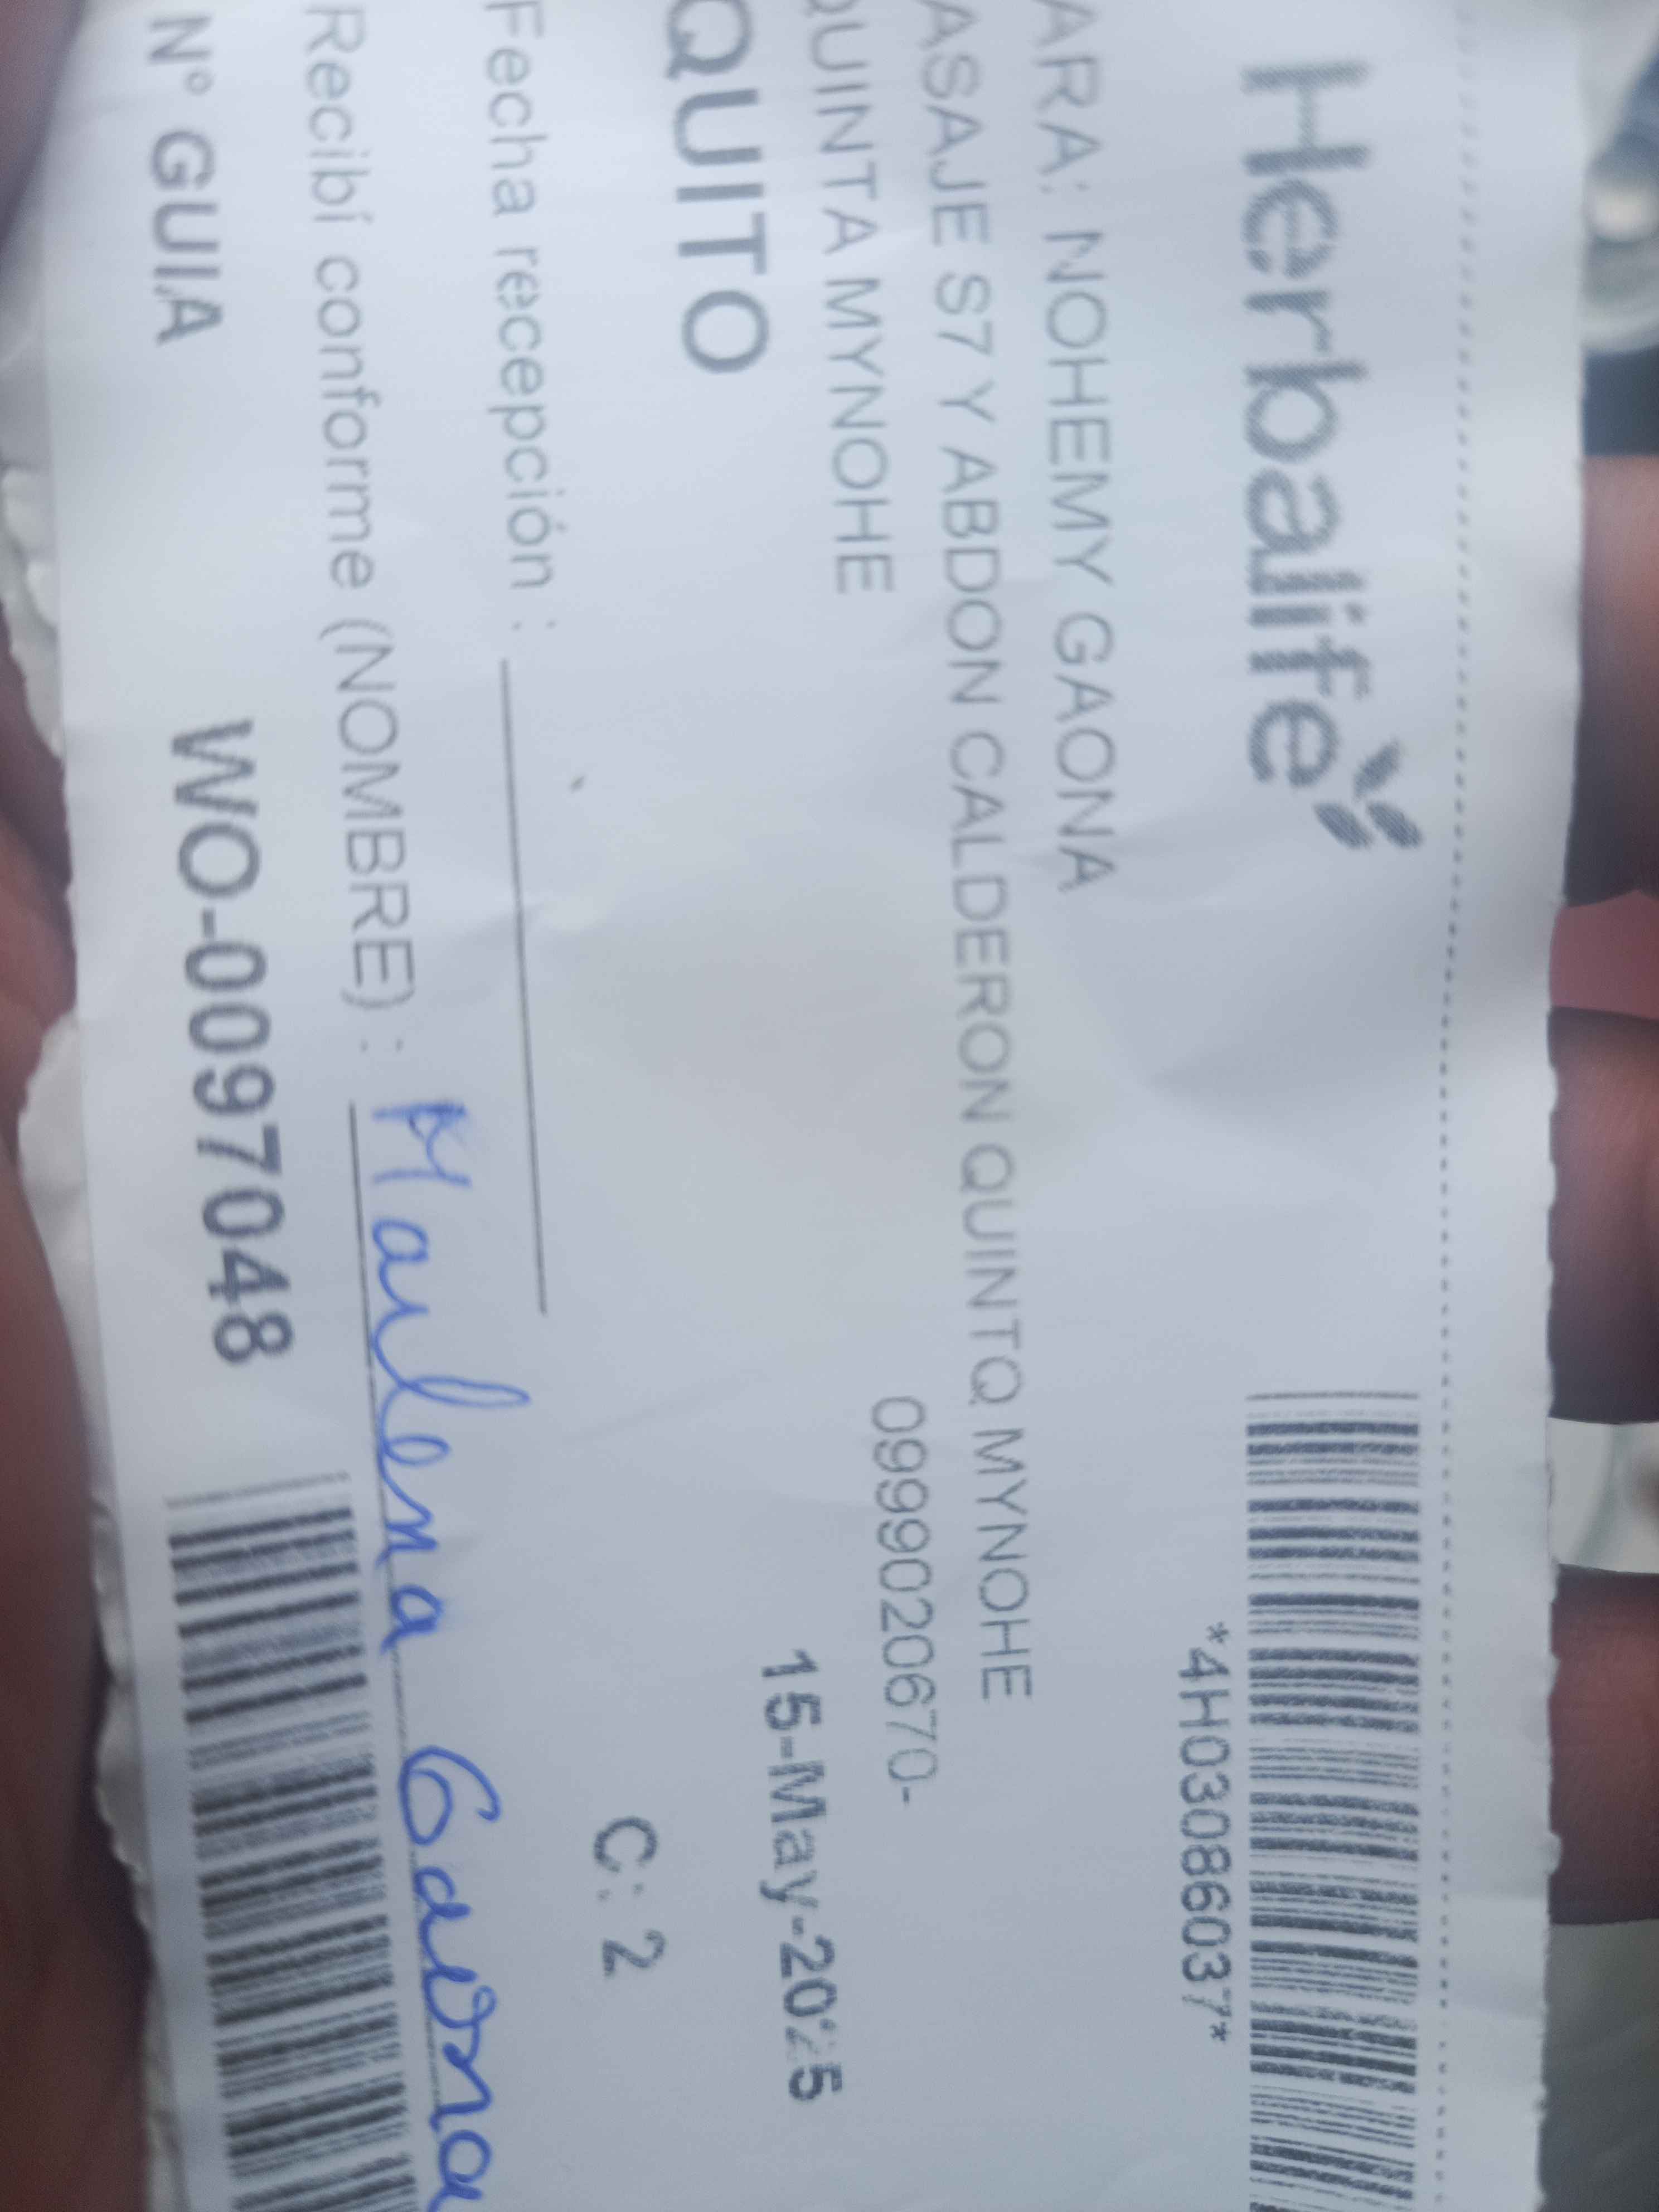 Herbalife
*4H03086037*
ARA: NOHEMY GAONA
ASAJE S7 Y ABDON CALDERON QUINTQ MYNOHE
QUINTA MYNOHE 0999020670-
15-May-2025
QUITO
C: 2
Fecha recepción :
Recibí conforme (NOMBRE) : Marlena Gaona
N° GUIA WO-0097048